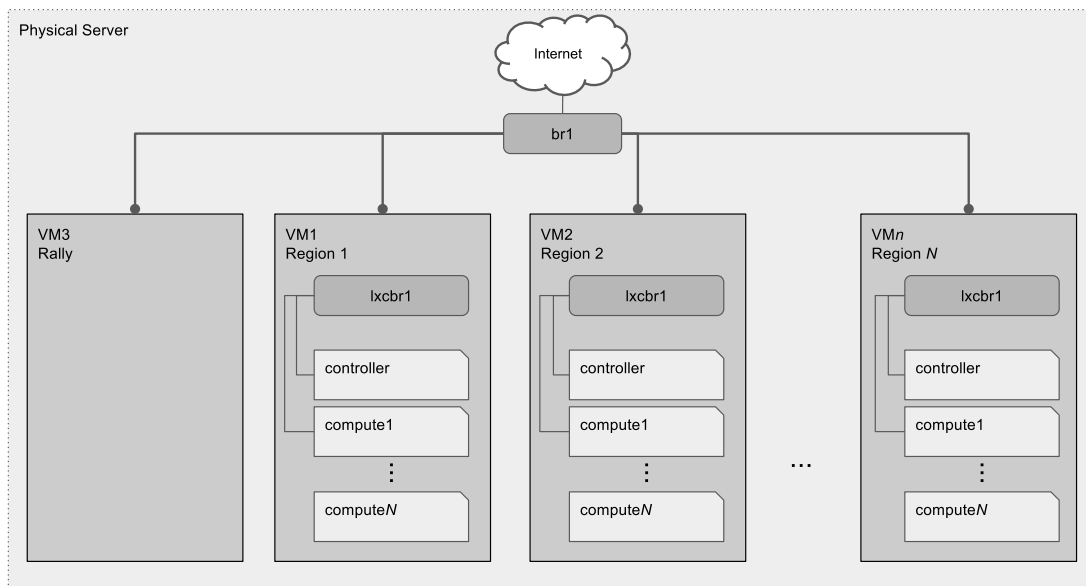 Physical Server
Internet
br1
VM3
Rally
VM1
Region 1
lxcbr1
controller
compute1
⋮
computeN
VM2
Region 2
lxcbr1
controller
compute1
⋮
computeN
...
VMn
Region N
lxcbr1
controller
compute1
⋮
computeN